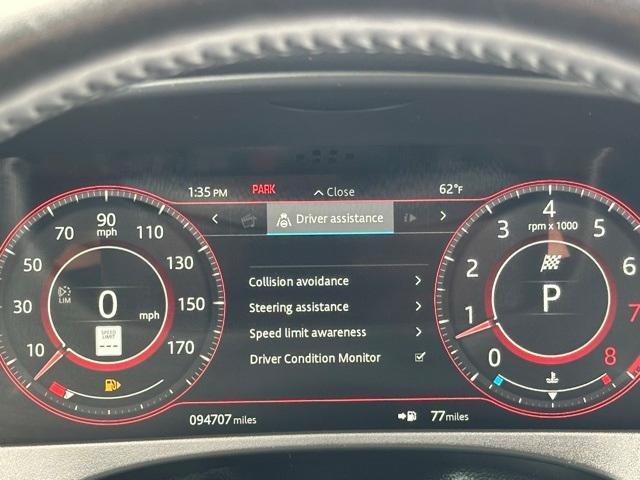 1:35 PM PARK Close 62°F
Driver assistance
90
mph
70 110
50 130
30 150
10 170
LIM
0 mph
SPEED
LIMIT
---
Collision avoidance
Steering assistance
Speed limit awareness
Driver Condition Monitor
4
rpm x 1000
3 5
2 6
1 7
0 8
P
094707 miles
77 miles